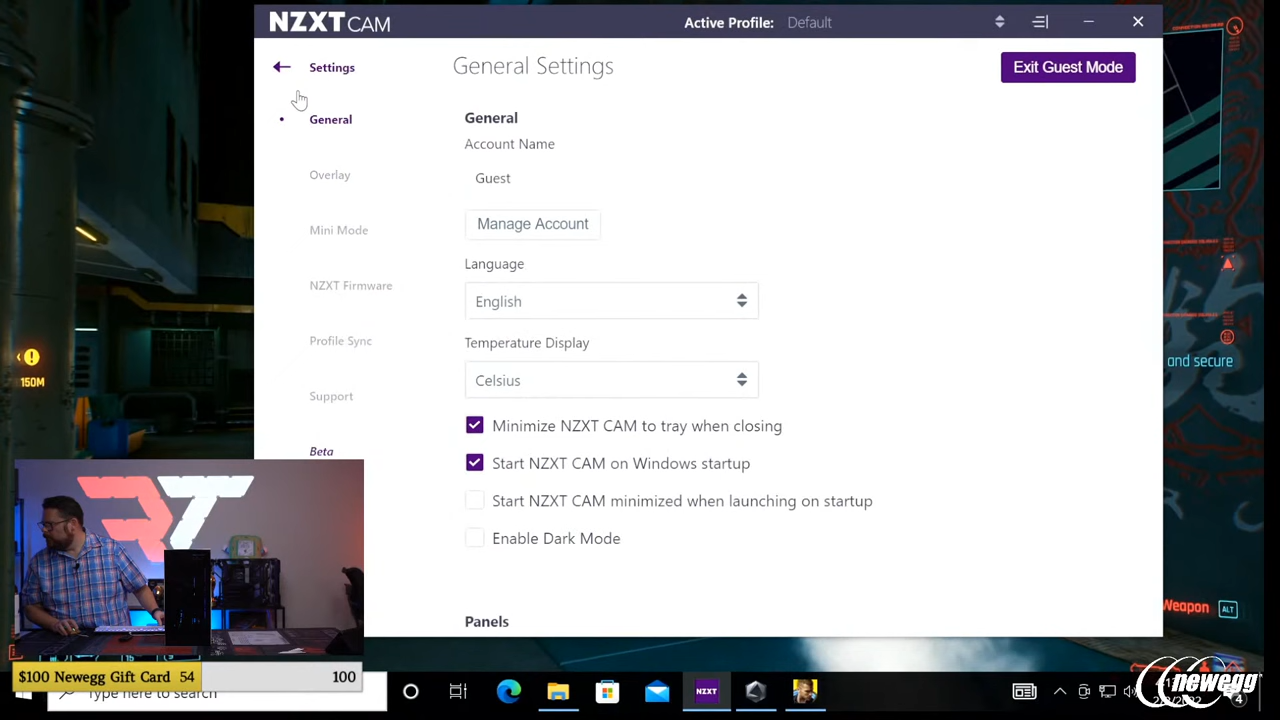 NZXT CAM
Active Profile: Default
Settings
General Settings
Exit Guest Mode
General
General
Account Name
Overlay
Guest
Manage Account
Mini Mode
Language
NZXT Firmware
English
Profile Sync
Temperature Display
and secure
150M
Celsius
Support
Minimize NZXT CAM to tray when closing
Beta
Start NZXT CAM on Windows startup
Start NZXT CAM minimized when launching on startup
RT
Enable Dark Mode
Weapon ALT
Panels
$100 Newegg Gift Card 54 100
Type here to search
NZXT
newegg